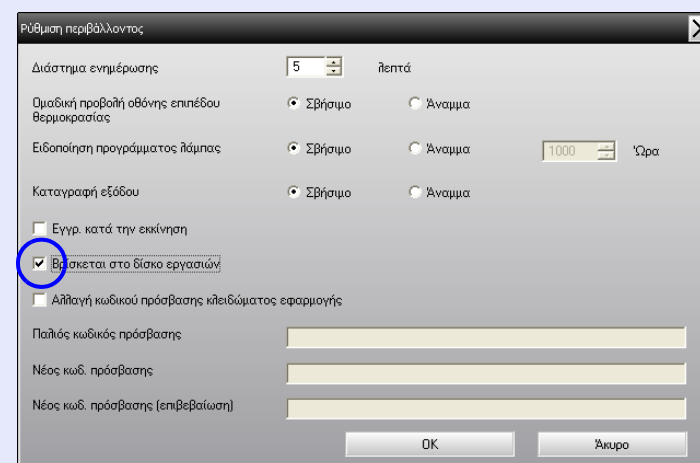 Ρύθμιση περιβάλλοντος
Διάστημα ενημέρωσης 5 λεπτά
Ομαδική προβολή οθόνης επιπέδου θερμοκρασίας Σβήσιμο Άναμμα
Ειδοποίηση προγράμματος λάμπας Σβήσιμο Άναμμα 1000 Ώρα
Καταγραφή εξόδου Σβήσιμο Άναμμα
Εγγρ. κατά την εκκίνηση
Βρίσκεται στο δίσκο εργασιών
Αλλαγή κωδικού πρόσβασης κλειδώματος εφαρμογής
Παλιός κωδικός πρόσβασης
Νέος κωδ. πρόσβασης
Νέος κωδ. πρόσβασης (επιβεβαίωση)
OK Άκυρο